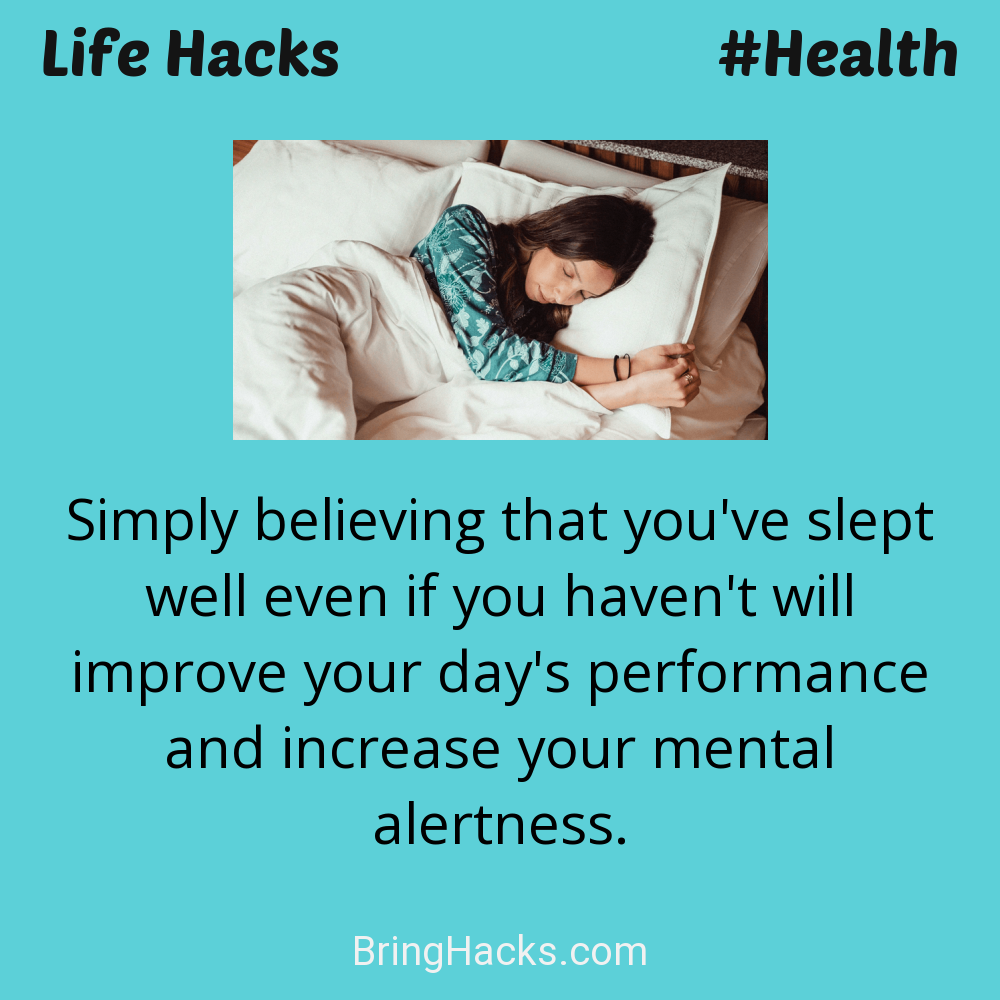 Life Hacks
#Health
Simply believing that you've slept
well even if you haven't will
improve your day's performance
and increase your mental
alertness.
BringHacks.com